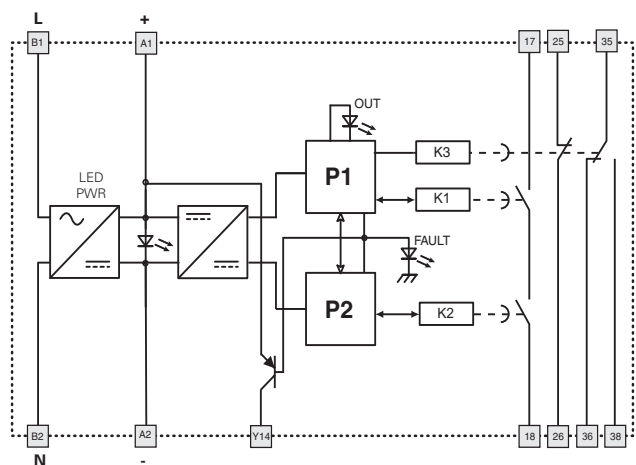 L +
B1 A1 17 25 35
OUT
K3
LED
PWR
P1
K1
FAULT
P2
K2
B2 A2 Y14 18 26 36 38
N -